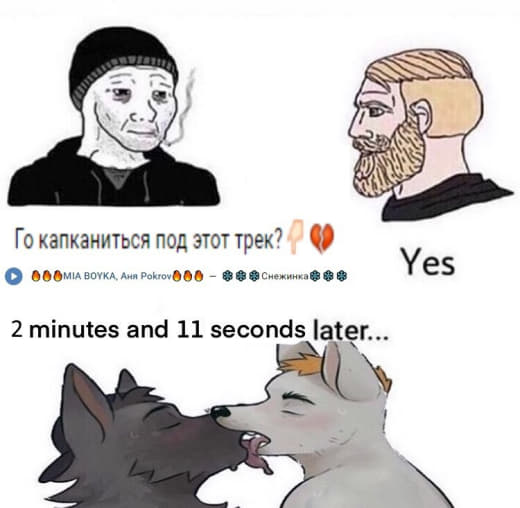 Го капканиться под этот трек?👇🏻💔
🔥🔥🔥MIA BOYKA, Аня Pokrov🔥🔥🔥 – ❄❄❄Снежинка❄❄❄
Yes
2 minutes and 11 seconds later...